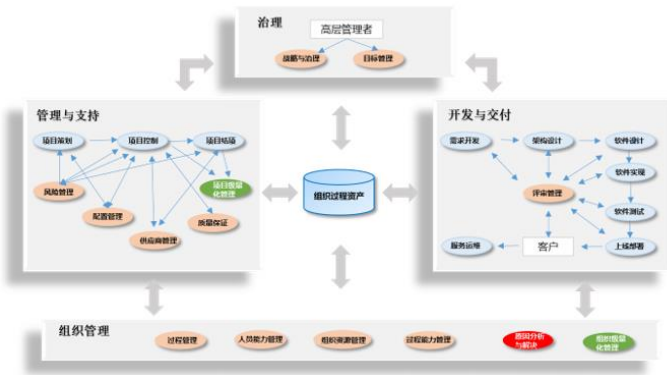 治理
高层管理者
战略与治理
目标管理
管理与支持
项目策划
项目控制
项目结项
风险管理
项目级量
化管理
配置管理
质量保证
供应商管理
组织过程资产
开发与交付
需求开发
架构设计
软件设计
软件实现
评审管理
软件测试
服务运维
客户
上线部署
组织管理
过程管理
人员能力管理
组织资源管理
过程能力管理
原因分析
与解决
组织级量
化管理